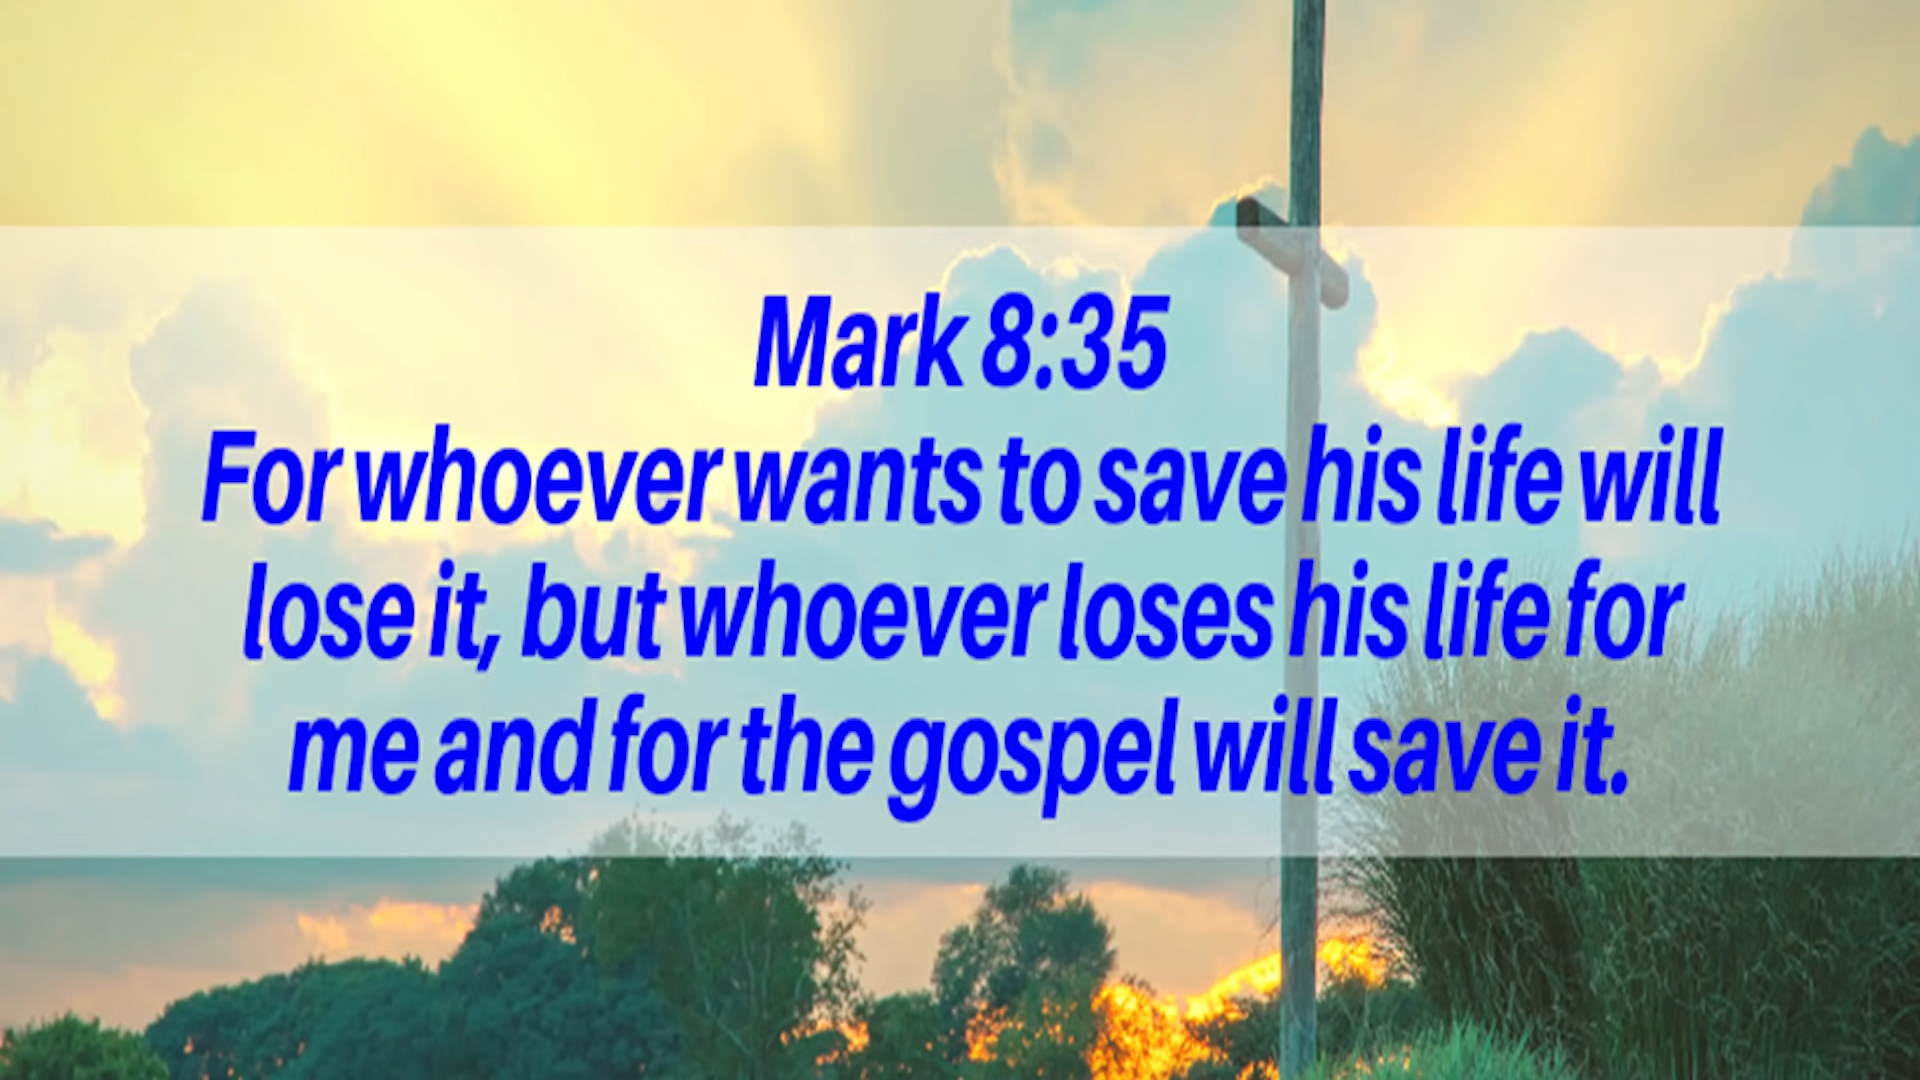 Mark 8:35
For whoever wants to save his life will
lose it, but whoever loses his life for
me and for the gospel will save it.